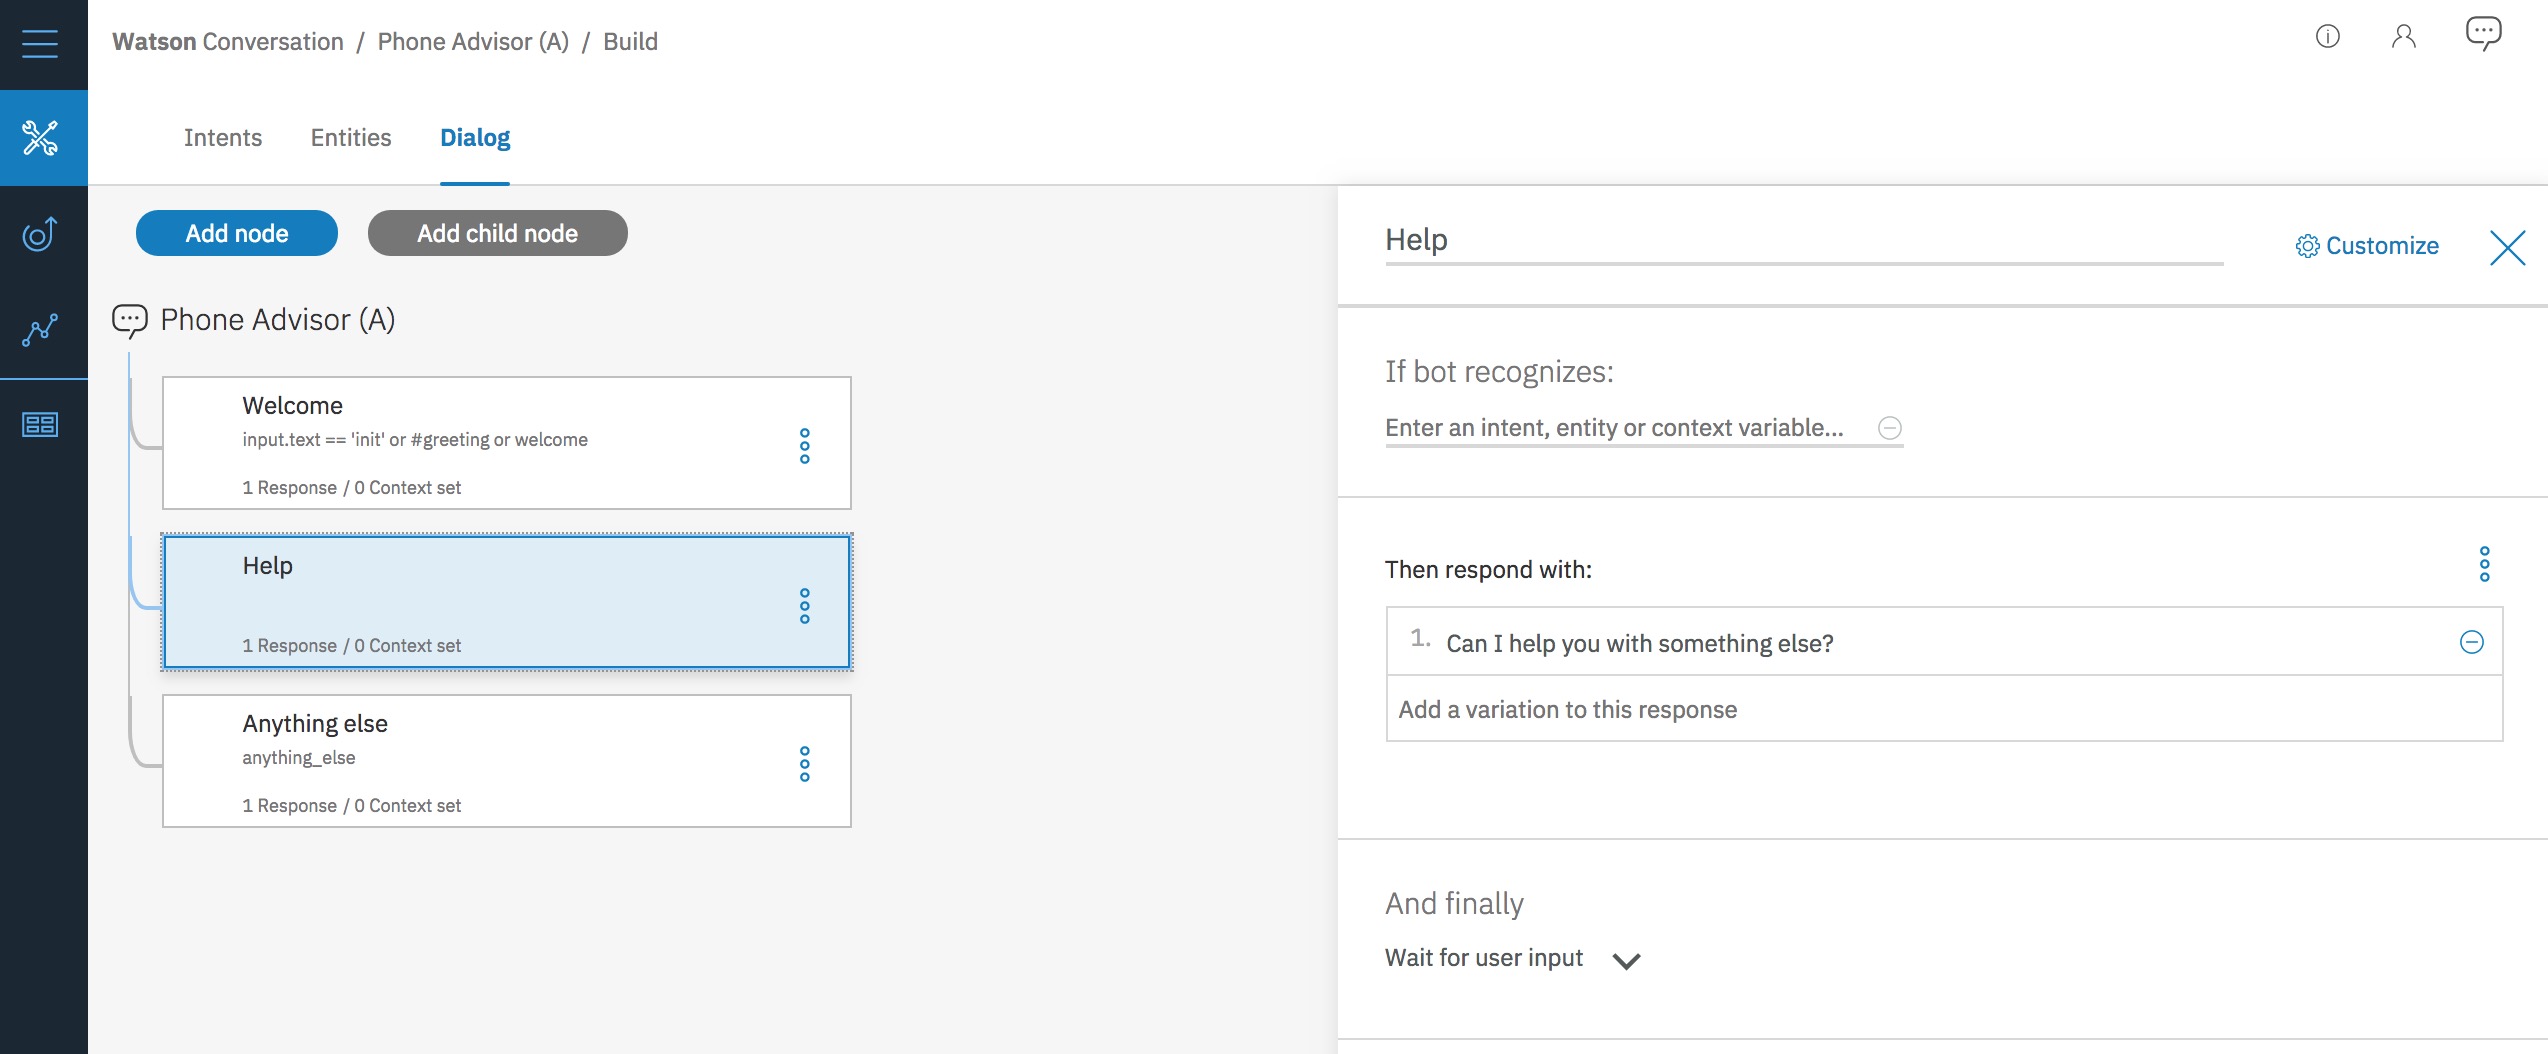 Watson Conversation / Phone Advisor (A) / Build
Intents Entities Dialog
Add node Add child node
Phone Advisor (A)
Welcome
input.text == 'init' or #greeting or welcome
1 Response / 0 Context set
Help
1 Response / 0 Context set
Anything else
anything_else
1 Response / 0 Context set
Help
Customize
If bot recognizes:
Enter an intent, entity or context variable...
Then respond with:
1. Can I help you with something else?
Add a variation to this response
And finally
Wait for user input